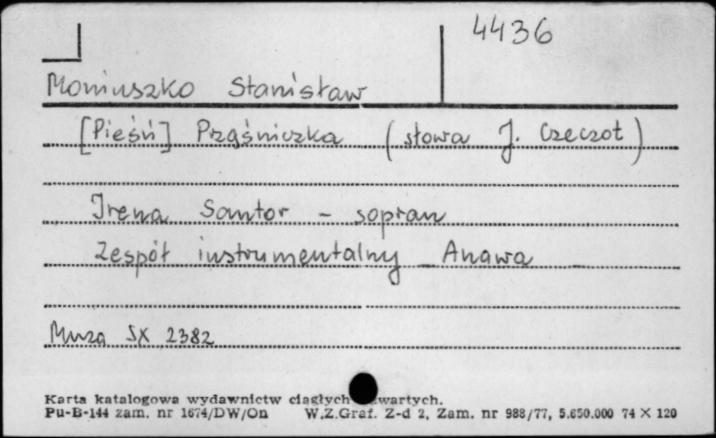 4436
Moniuszko Stanisław
[Pieśń] Prząśniczka (słowa J. Czeczot)
Irena Santor - sopran
Zespół instrumentalny Anawa
Muza SX 2382
Karta katalogowa wydawnictw ciągłych wartych.
Pu-B-144 zam. nr 1674/DW/On W.Z.Graf. Z-d 2, Zam. nr 988/77, 5.650.000 74 × 120